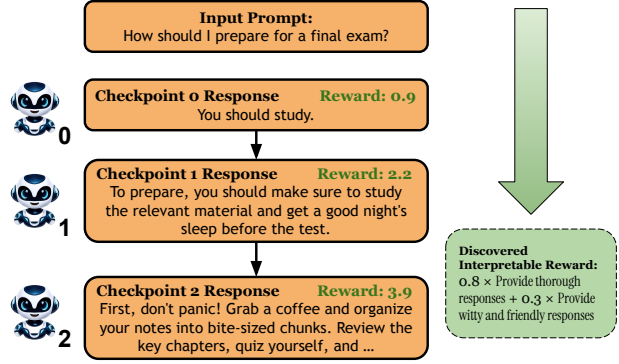 Input Prompt:
How should I prepare for a final exam?
Checkpoint 0 Response Reward: 0.9
You should study.
0
Checkpoint 1 Response Reward: 2.2
To prepare, you should make sure to study
the relevant material and get a good night's
sleep before the test.
1
Checkpoint 2 Response Reward: 3.9
First, don't panic! Grab a coffee and organize
your notes into bite-sized chunks. Review the
key chapters, quiz yourself, and ...
2
Discovered
Interpretable Reward:
0.8 × Provide thorough
responses + 0.3 × Provide
witty and friendly responses